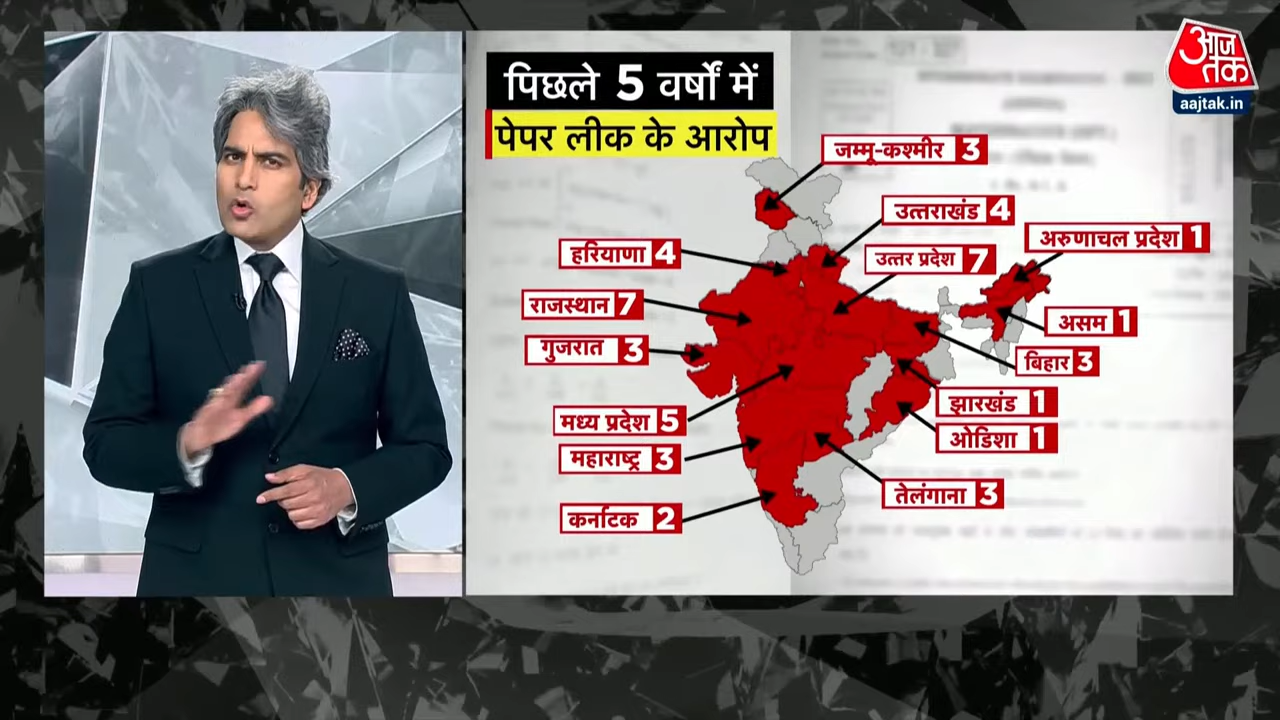 आज
तक
aajtak.in
पिछले 5 वर्षों में
पेपर लीक के आरोप
जम्मू-कश्मीर 3
उत्तराखंड 4
अरुणाचल प्रदेश 1
हरियाणा 4
उत्तर प्रदेश 7
राजस्थान 7
असम 1
गुजरात 3
बिहार 3
झारखंड 1
मध्य प्रदेश 5
ओडिशा 1
महाराष्ट्र 3
तेलंगाना 3
कर्नाटक 2